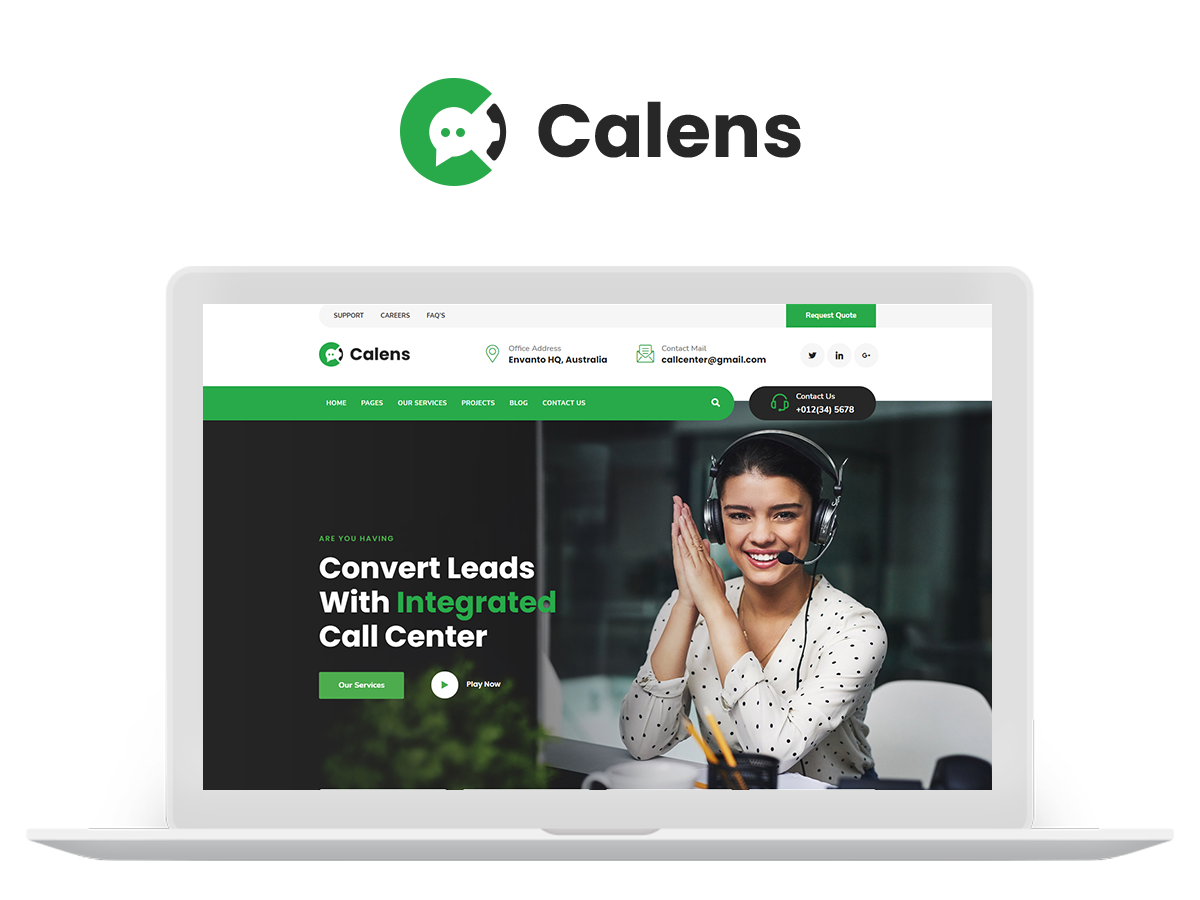 Calens
SUPPORT CAREERS FAQ'S
Request Quote
Calens
Office Address
Envanto HQ, Australia
Contact Mail
callcenter@gmail.com
G+
HOME PAGES OUR SERVICES PROJECTS BLOG CONTACT US
Contact Us
+012(34) 5678
ARE YOU HAVING
Convert Leads
With Integrated
Call Center
Our Services
Play Now